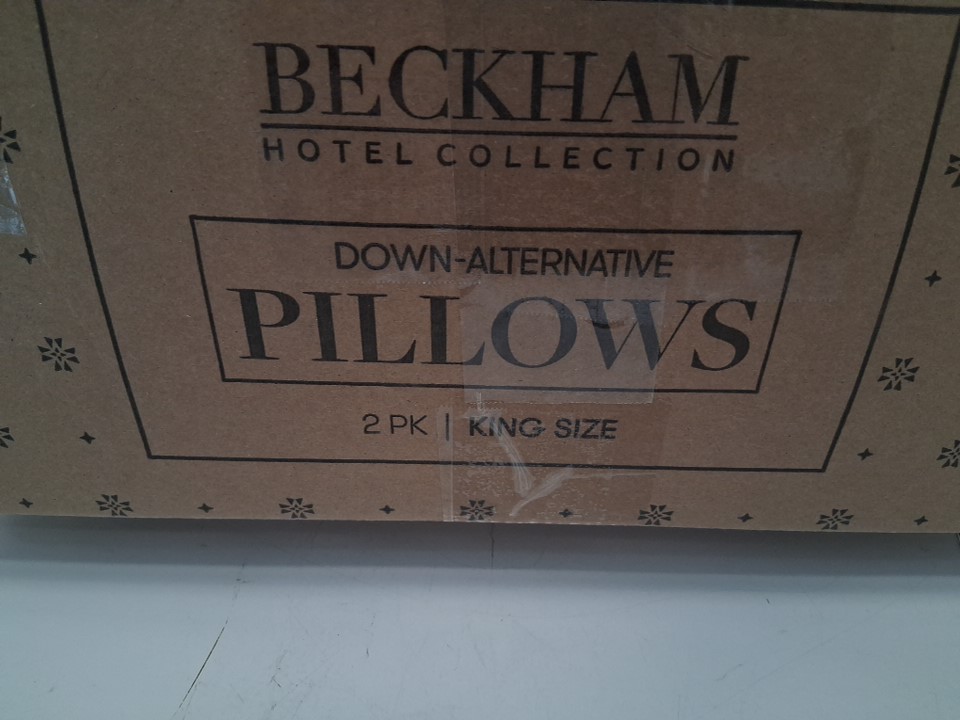 BECKHAM
HOTEL COLLECTION
DOWN-ALTERNATIVE
PILLOWS
2 PK | KING SIZE